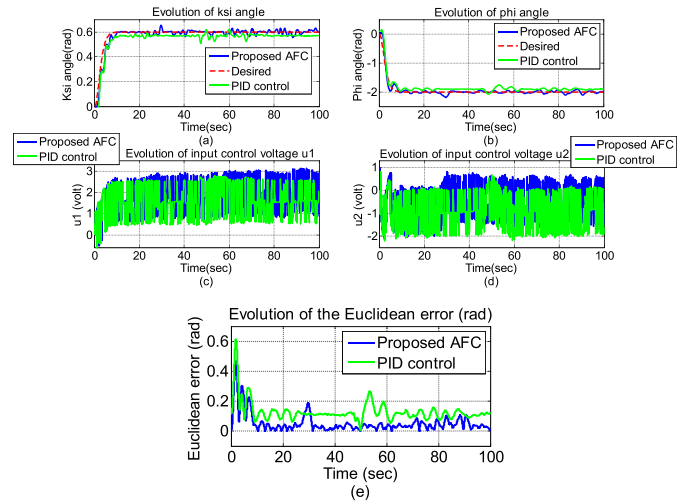 Evolution of ksi angle
Ksi angle(rad)
0.6
0.4
0.2
0
Proposed AFC
Desired
PID control
0 20 40 60 80 100
Time(sec)
(a)
Evolution of phi angle
Phi angle(rad)
0
-1
-2
Proposed AFC
Desired
PID control
0 20 40 60 80 100
Time(sec)
(b)
Proposed AFC
PID control
Evolution of input control voltage u1
u1 (volt)
3
2
1
0
0 20 40 60 80 100
Time(sec)
(c)
Evolution of input control voltage u2
Proposed AFC
PID control
u2 (volt)
1
0
-1
-2
0 20 40 60 80 100
Time(sec)
(d)
Evolution of the Euclidean error (rad)
Euclidean error (rad)
0.6
0.4
0.2
0
Proposed AFC
PID control
0 20 40 60 80 100
Time (sec)
(e)